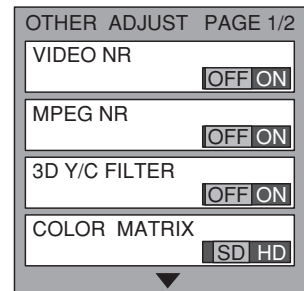 OTHER ADJUST PAGE 1/2
VIDEO NR
OFF ON
MPEG NR
OFF ON
3D Y/C FILTER
OFF ON
COLOR MATRIX
SD HD